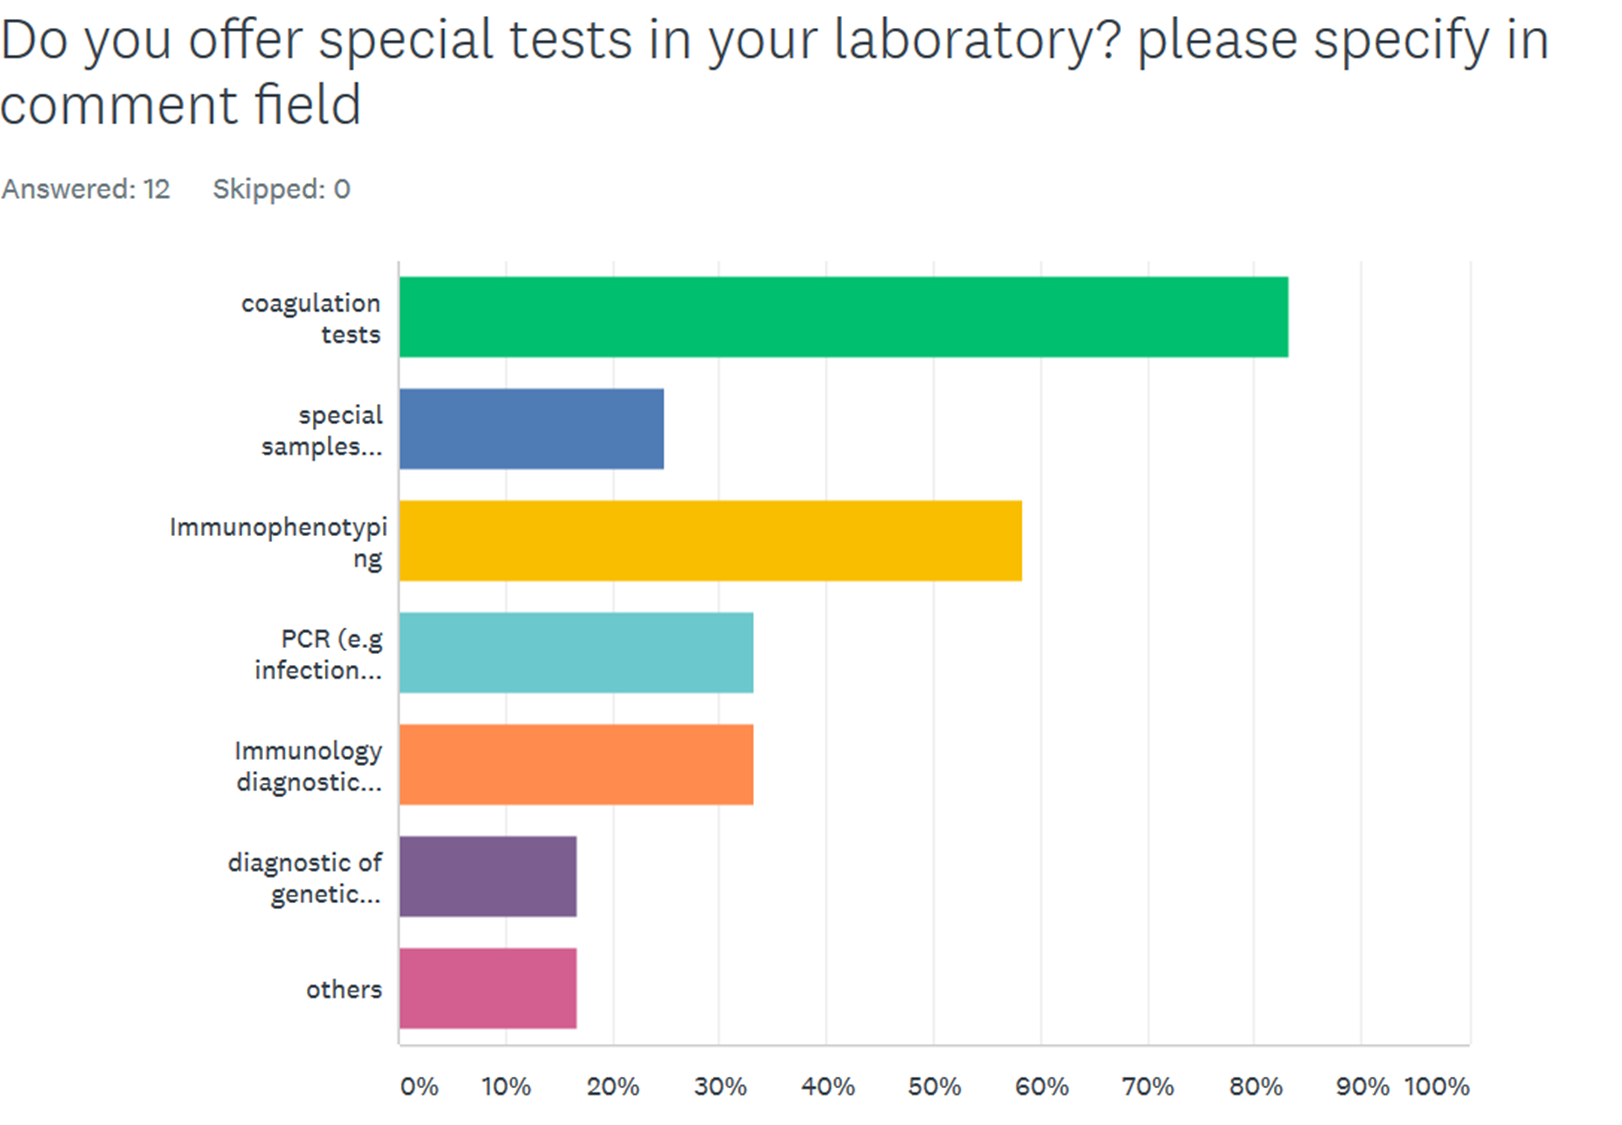 Do you offer special tests in your laboratory? please specify in
comment field
Answered: 12 Skipped: 0
coagulation
tests
special
samples...
Immunophenotypi
ng
PCR (e.g
infection...
Immunology
diagnostic...
diagnostic of
genetic...
others
0% 10% 20% 30% 40% 50% 60% 70% 80% 90% 100%